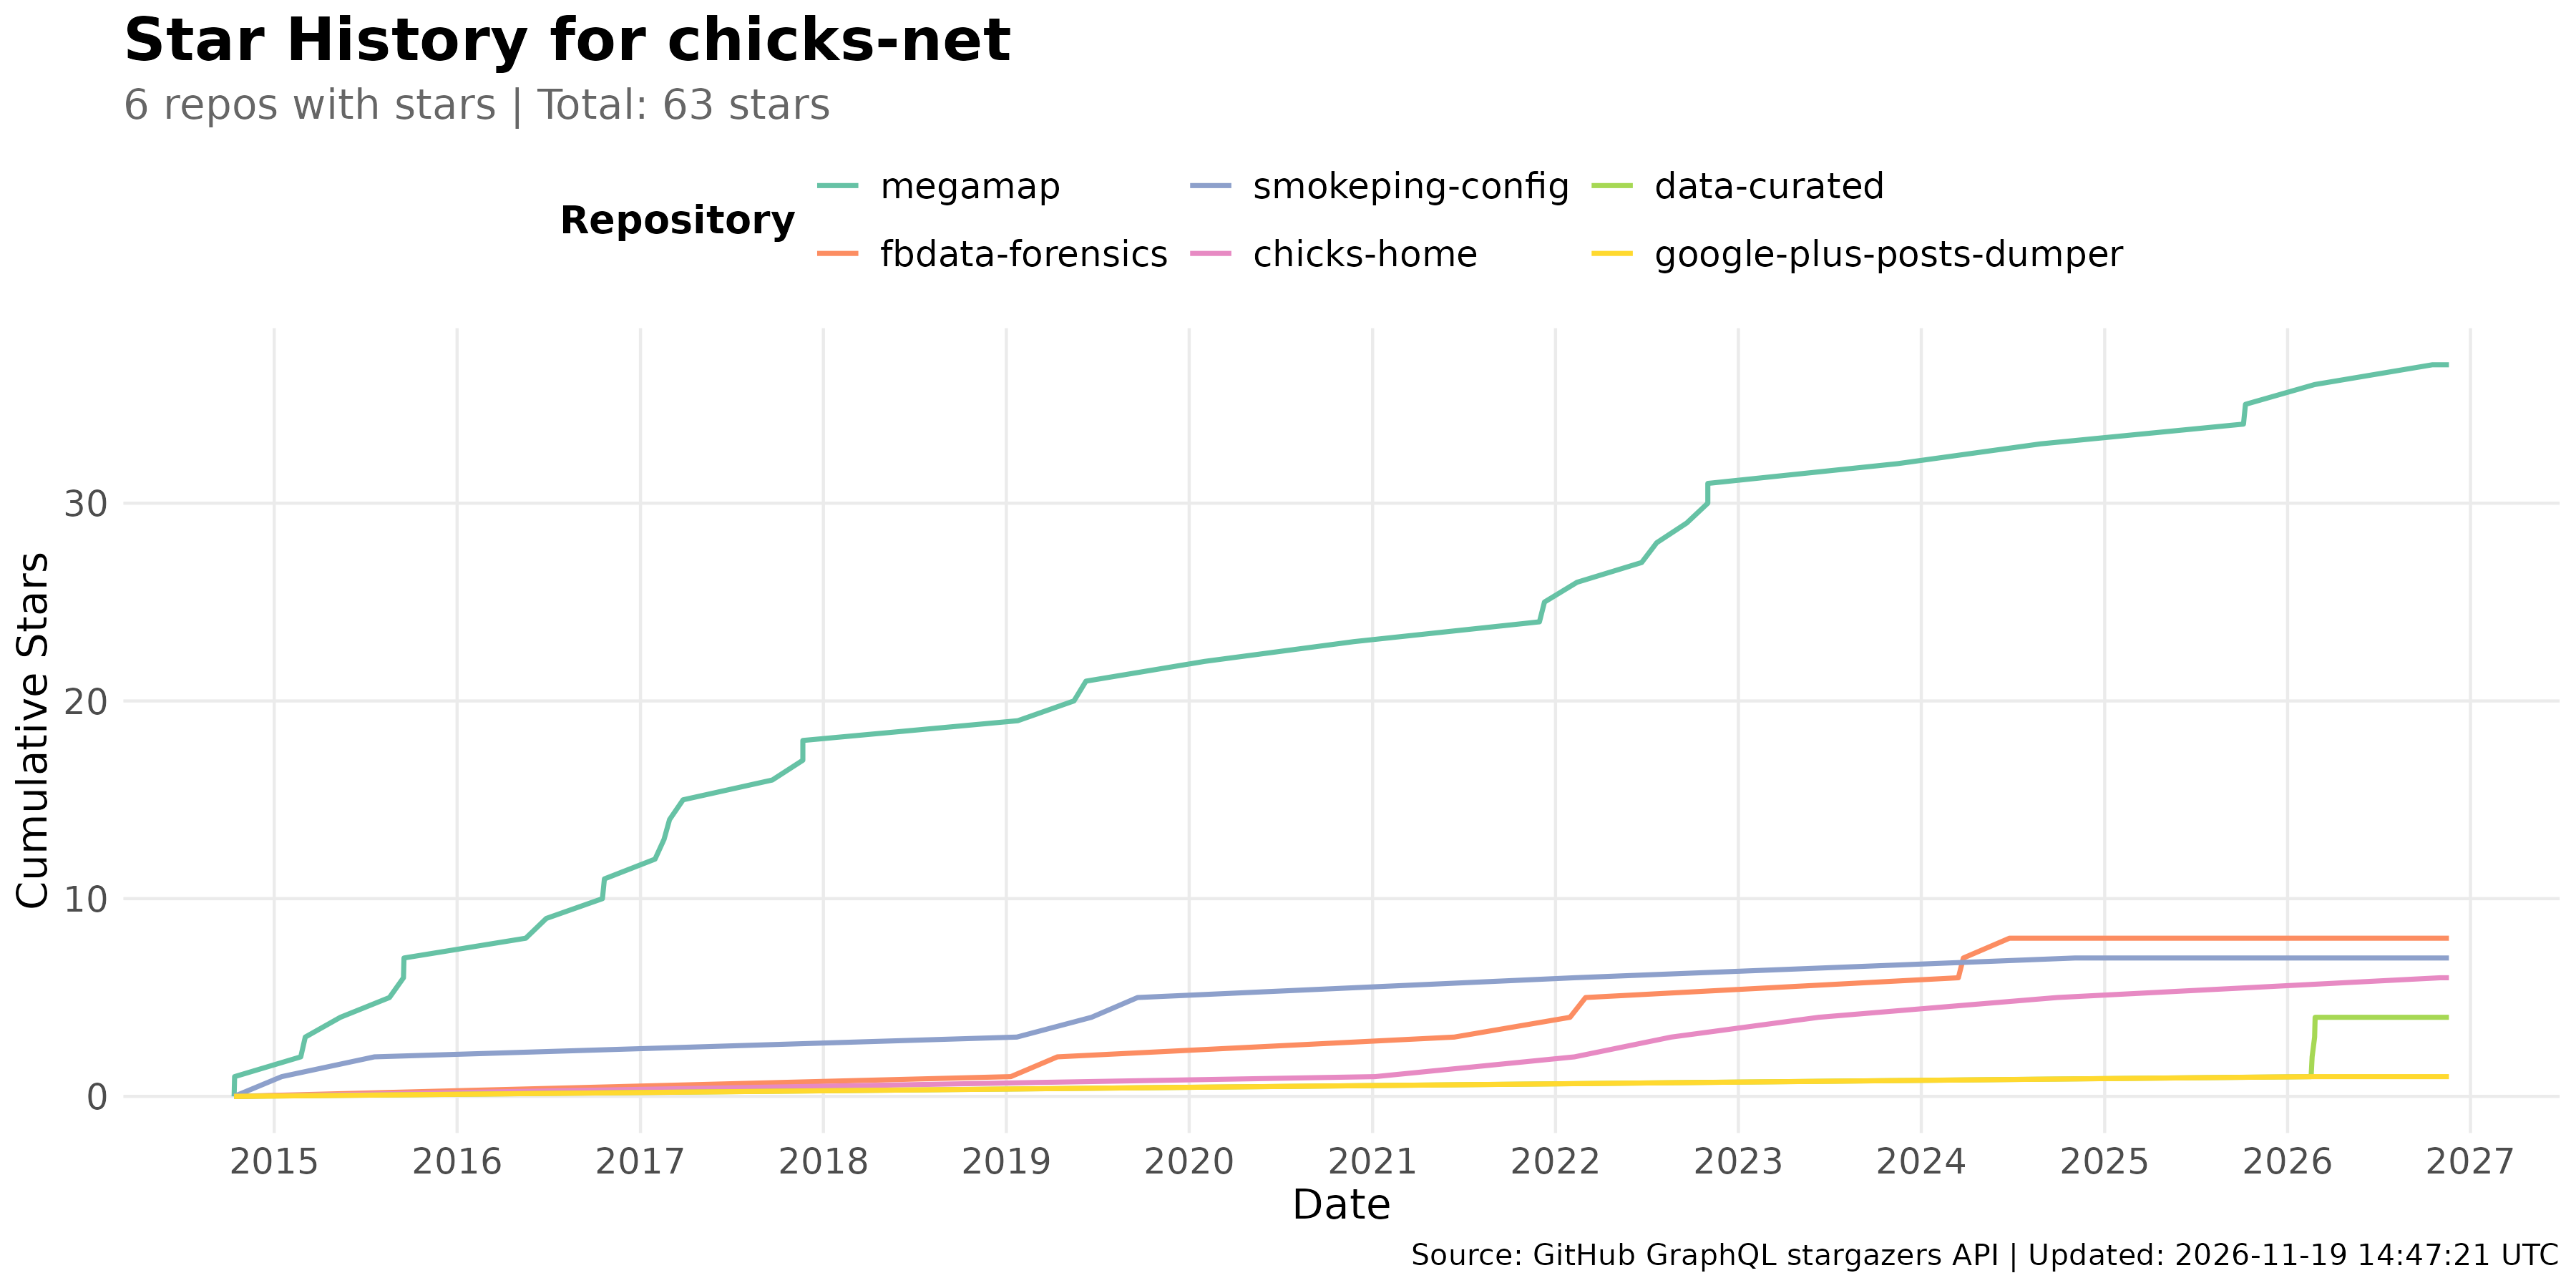 Star History for chicks-net
6 repos with stars | Total: 63 stars
Repository
megamap
smokeping-config
data-curated
fbdata-forensics
chicks-home
google-plus-posts-dumper
Cumulative Stars
30
20
10
0
2015 2016 2017 2018 2019 2020 2021 2022 2023 2024 2025 2026 2027
Date
Source: GitHub GraphQL stargazers API | Updated: 2026-11-19 14:47:21 UTC